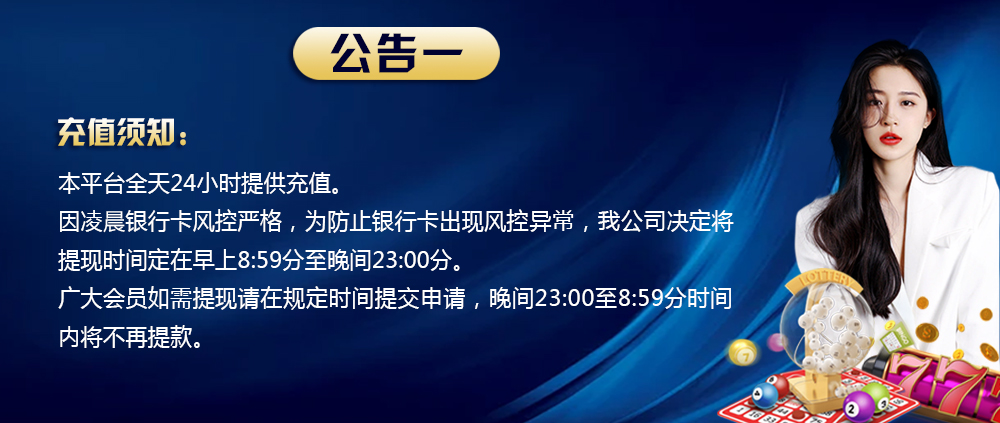 公告一
充值须知：
本平台全天24小时提供充值。
因凌晨银行卡风控严格，为防止银行卡出现风控异常，我公司决定将
提现时间定在早上8:59分至晚间23:00分。
广大会员如需提现请在规定时间提交申请，晚间23:00至8:59分时间
内将不再提款。
LOTTERY
7
777
2
3